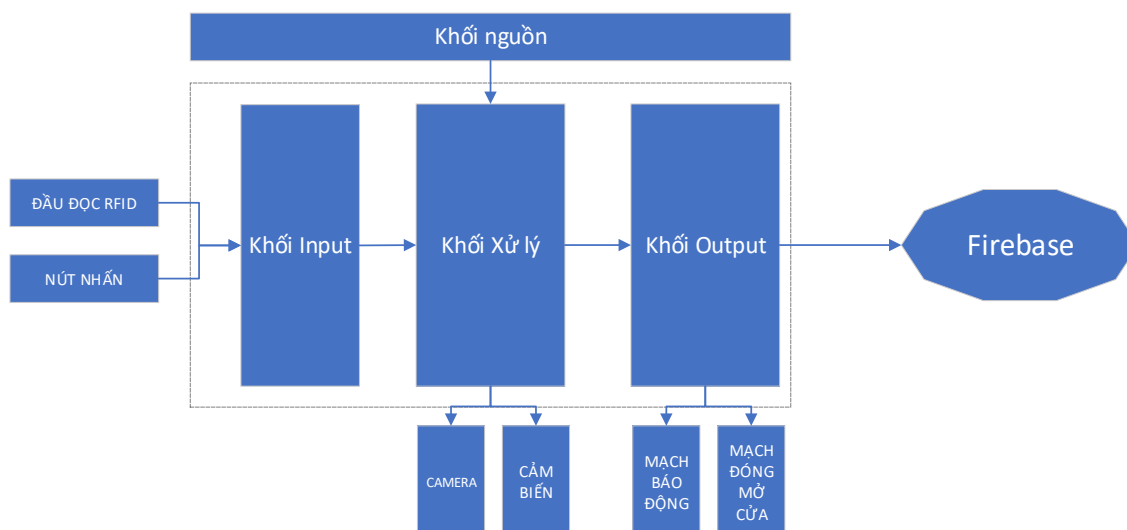 Khối nguồn
ĐẦU ĐỌC RFID
NÚT NHẤN
Khối Input
Khối Xử lý
Khối Output
Firebase
CAMERA
CẢM
BIẾN
MẠCH
BÁO
ĐỘNG
MẠCH
ĐÓNG
MỞ
CỬA